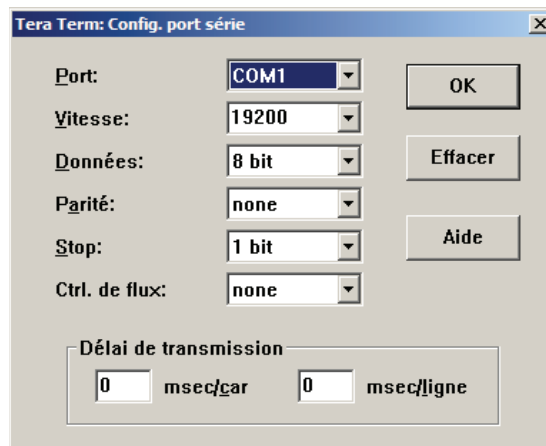 Tera Term: Config. port série
Port: COM1 OK
Vitesse: 19200
Données: 8 bit Effacer
Parité: none
Stop: 1 bit Aide
Ctrl. de flux: none
Délai de transmission
0 msec/car 0 msec/ligne